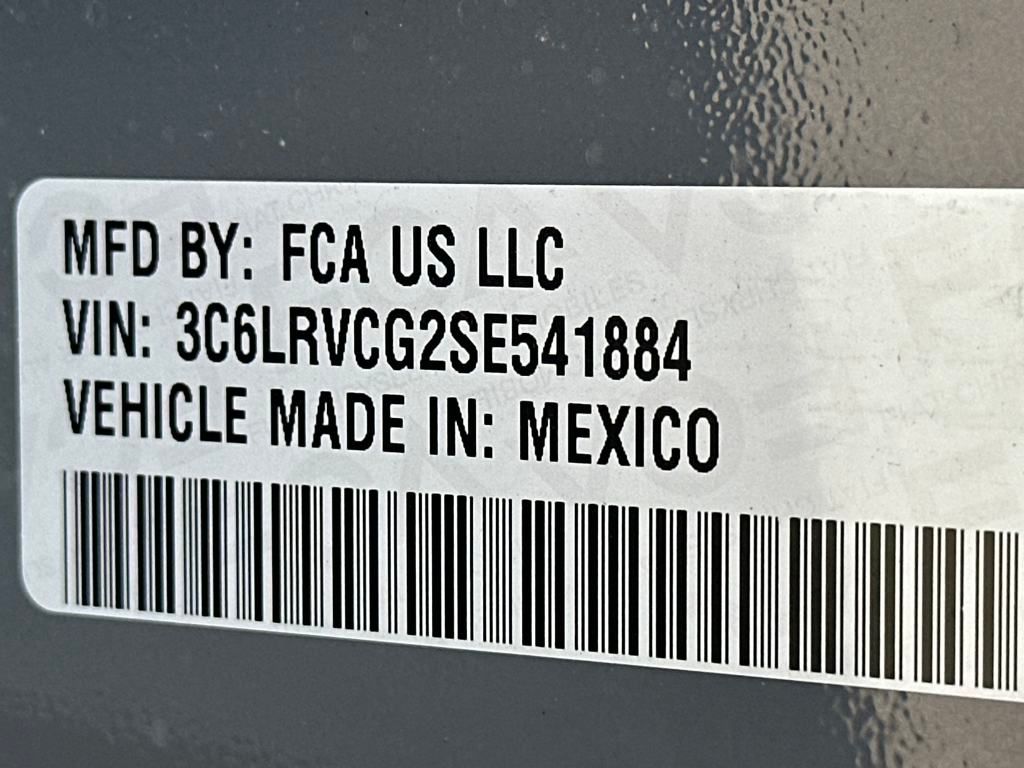 MFD BY: FCA US LLC
VIN: 3C6LRVCG2SE541884
VEHICLE MADE IN: MEXICO